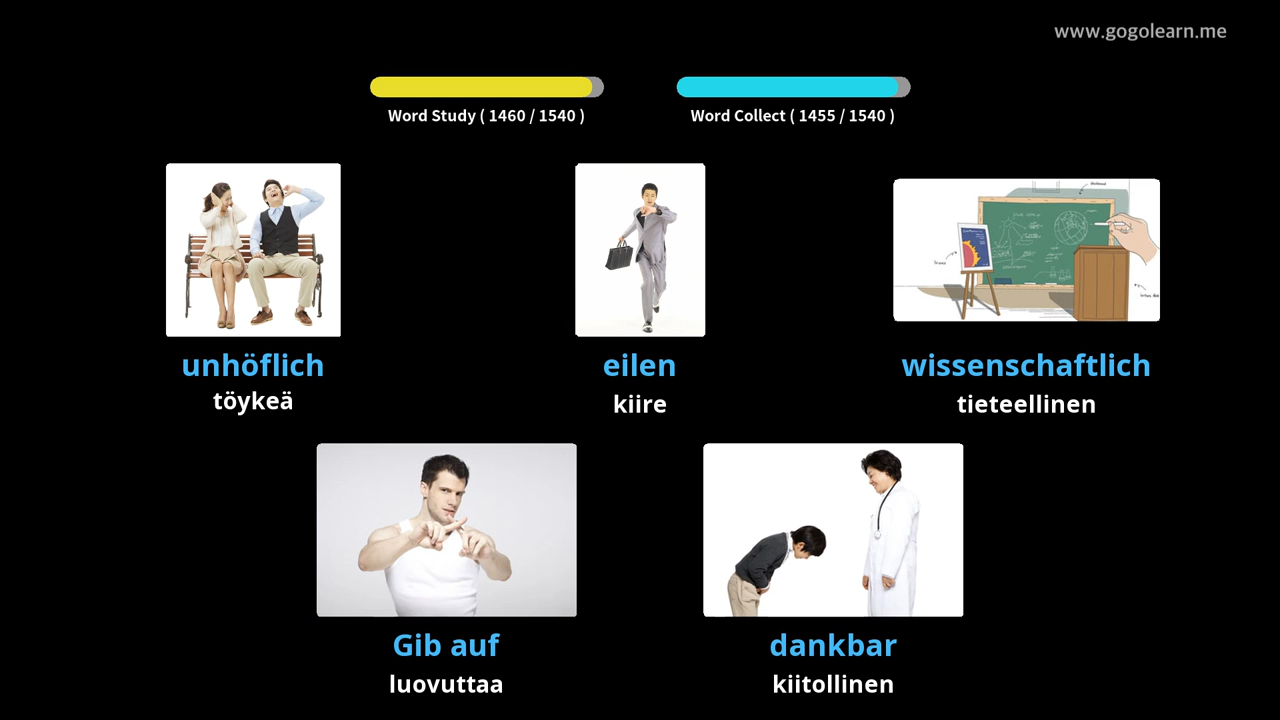 www.gogolearn.me
Word Study ( 1460 / 1540 )
Word Collect ( 1455 / 1540 )
unhöflich
töykeä
eilen
kiire
wissenschaftlich
tieteellinen
Gib auf
luovuttaa
dankbar
kiitollinen